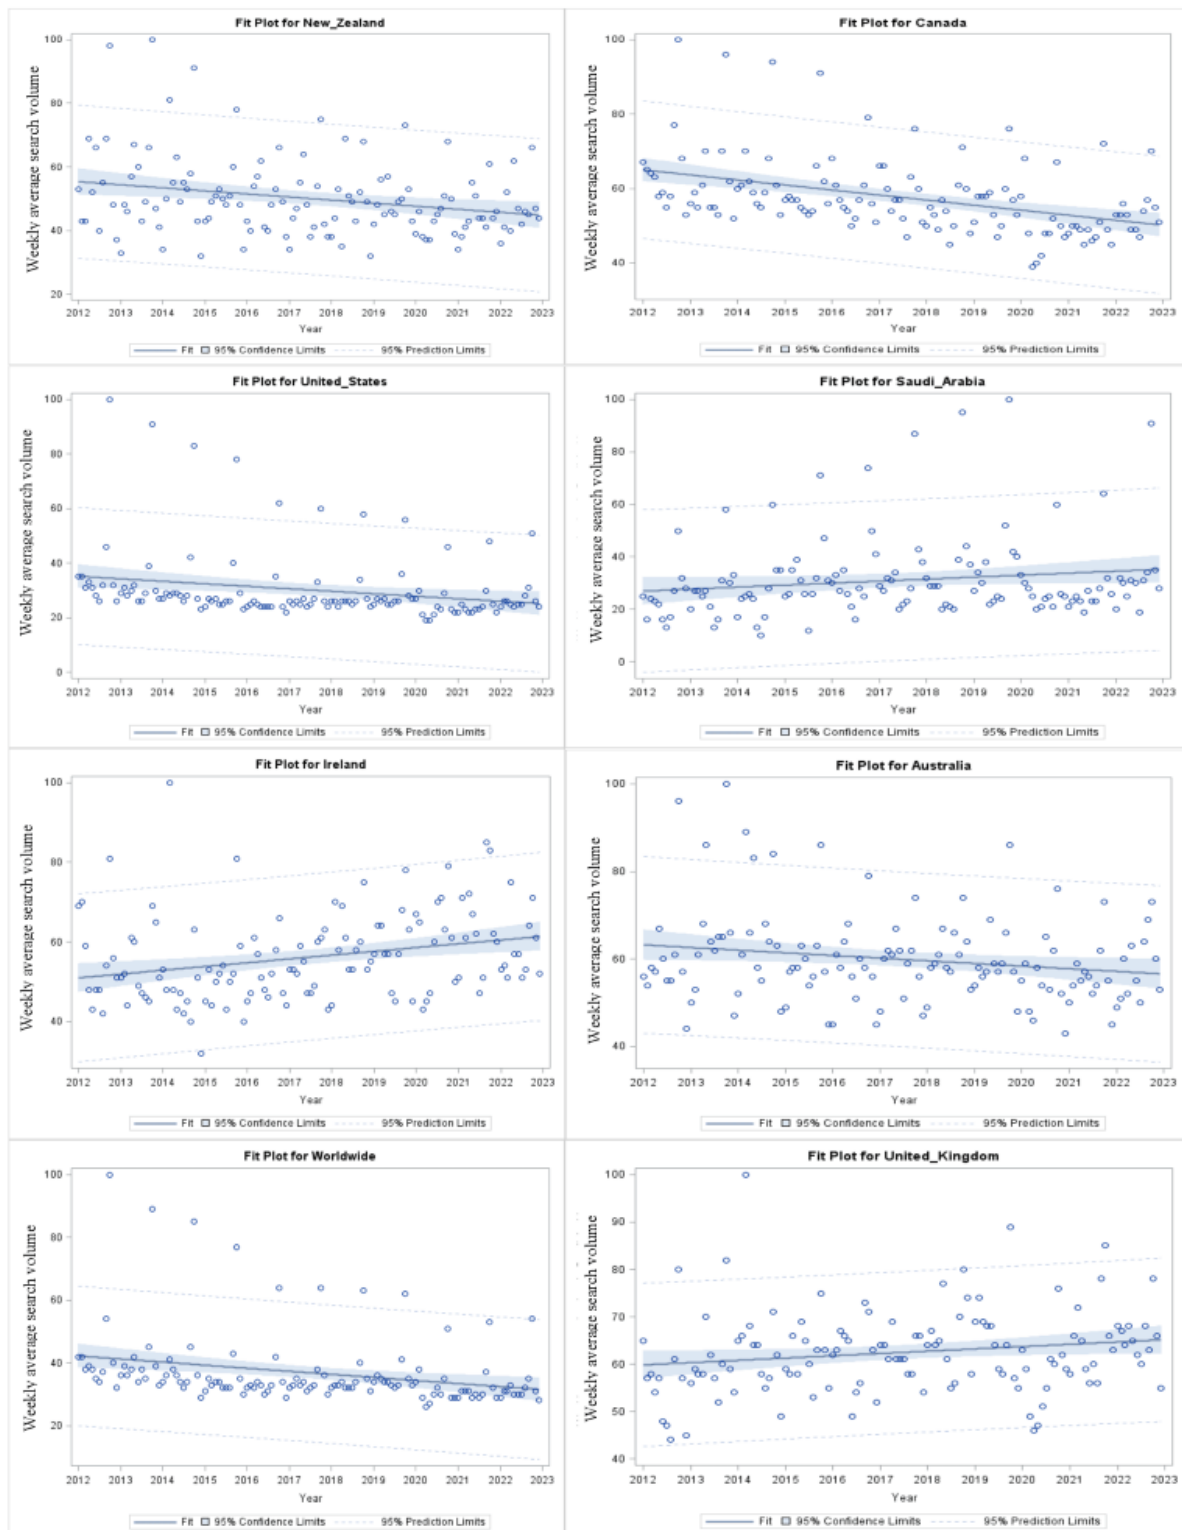 Fit Plot for New_Zealand
Weekly average search volume
100
80
60
40
20
2012 2013 2014 2015 2016 2017 2018 2019 2020 2021 2022 2023
Year
Fit 95% Confidence Limits 95% Prediction Limits
Fit Plot for Canada
Weekly average search volume
100
80
60
40
2012 2013 2014 2015 2016 2017 2018 2019 2020 2021 2022 2023
Year
Fit 95% Confidence Limits 95% Prediction Limits
Fit Plot for United_States
Weekly average search volume
100
80
60
40
20
0
2012 2013 2014 2015 2016 2017 2018 2019 2020 2021 2022 2023
Year
Fit 95% Confidence Limits 95% Prediction Limits
Fit Plot for Saudi_Arabia
Weekly average search volume
100
80
60
40
20
0
2012 2013 2014 2015 2016 2017 2018 2019 2020 2021 2022 2023
Year
Fit 95% Confidence Limits 95% Prediction Limits
Fit Plot for Ireland
Weekly average search volume
100
80
60
40
2012 2013 2014 2015 2016 2017 2018 2019 2020 2021 2022 2023
Year
Fit 95% Confidence Limits 95% Prediction Limits
Fit Plot for Australia
Weekly average search volume
100
80
60
40
2012 2013 2014 2015 2016 2017 2018 2019 2020 2021 2022 2023
Year
Fit 95% Confidence Limits 95% Prediction Limits
Fit Plot for Worldwide
Weekly average search volume
100
80
60
40
20
2012 2013 2014 2015 2016 2017 2018 2019 2020 2021 2022 2023
Year
Fit 95% Confidence Limits 95% Prediction Limits
Fit Plot for United_Kingdom
Weekly average search volume
100
90
80
70
60
50
40
2012 2013 2014 2015 2016 2017 2018 2019 2020 2021 2022 2023
Year
Fit 95% Confidence Limits 95% Prediction Limits